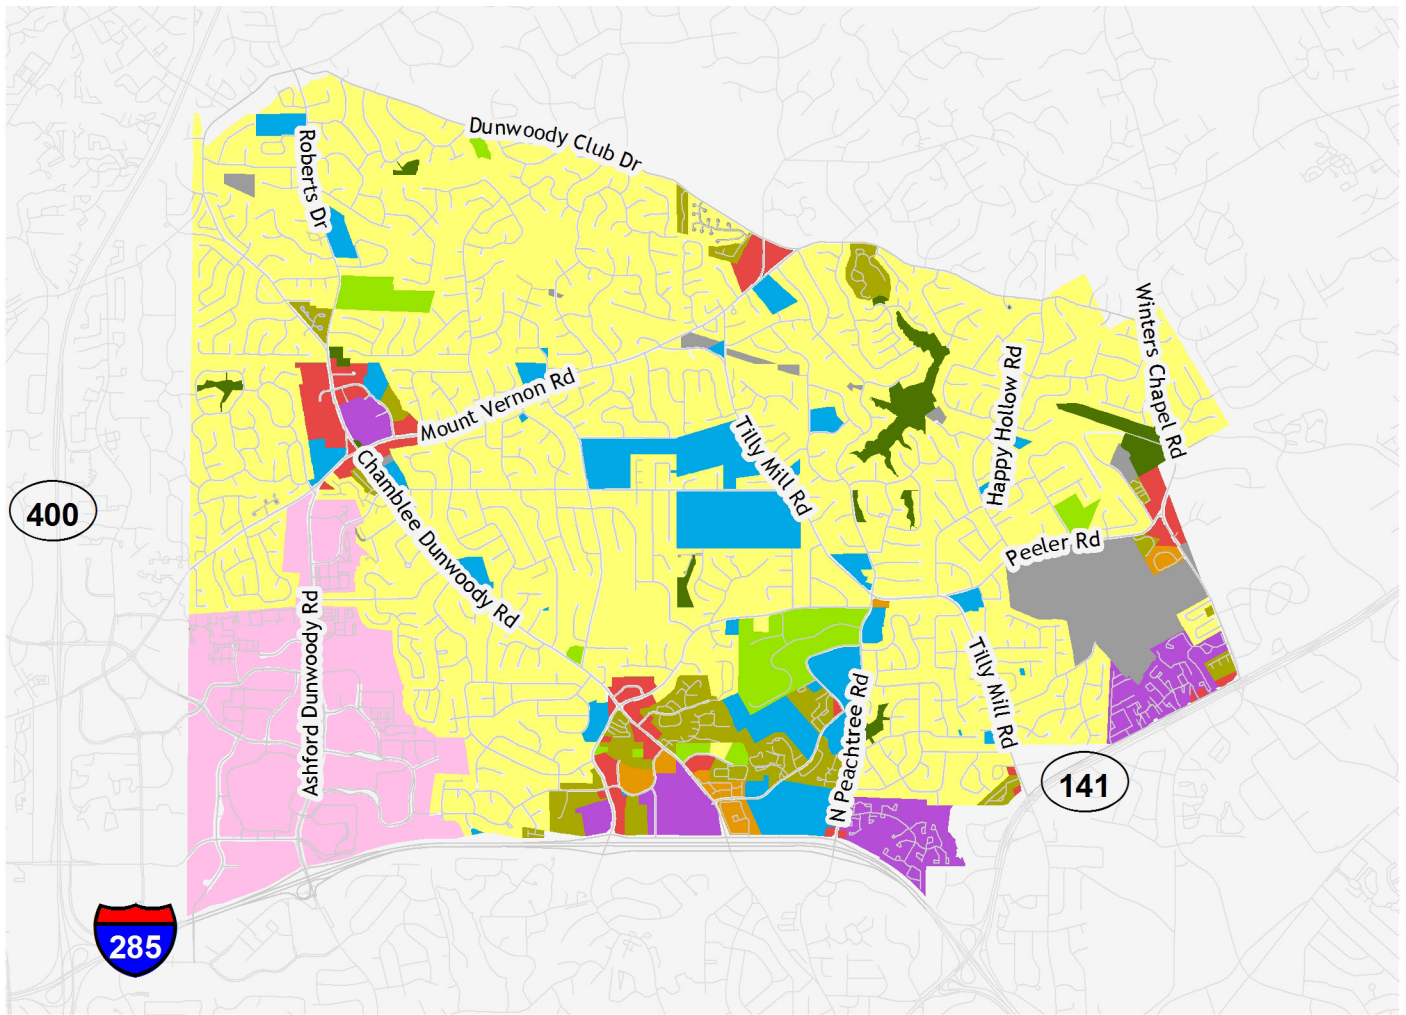 Dunwoody Club Dr
Roberts Dr
Winters Chapel Rd
Happy Hollow Rd
Mount Vernon Rd
Tilly Mill Rd
400
Chamblee Dunwoody Rd
Peeler Rd
Ashford Dunwoody Rd
Tilly Mill Rd
N Peachtree Rd
141
285